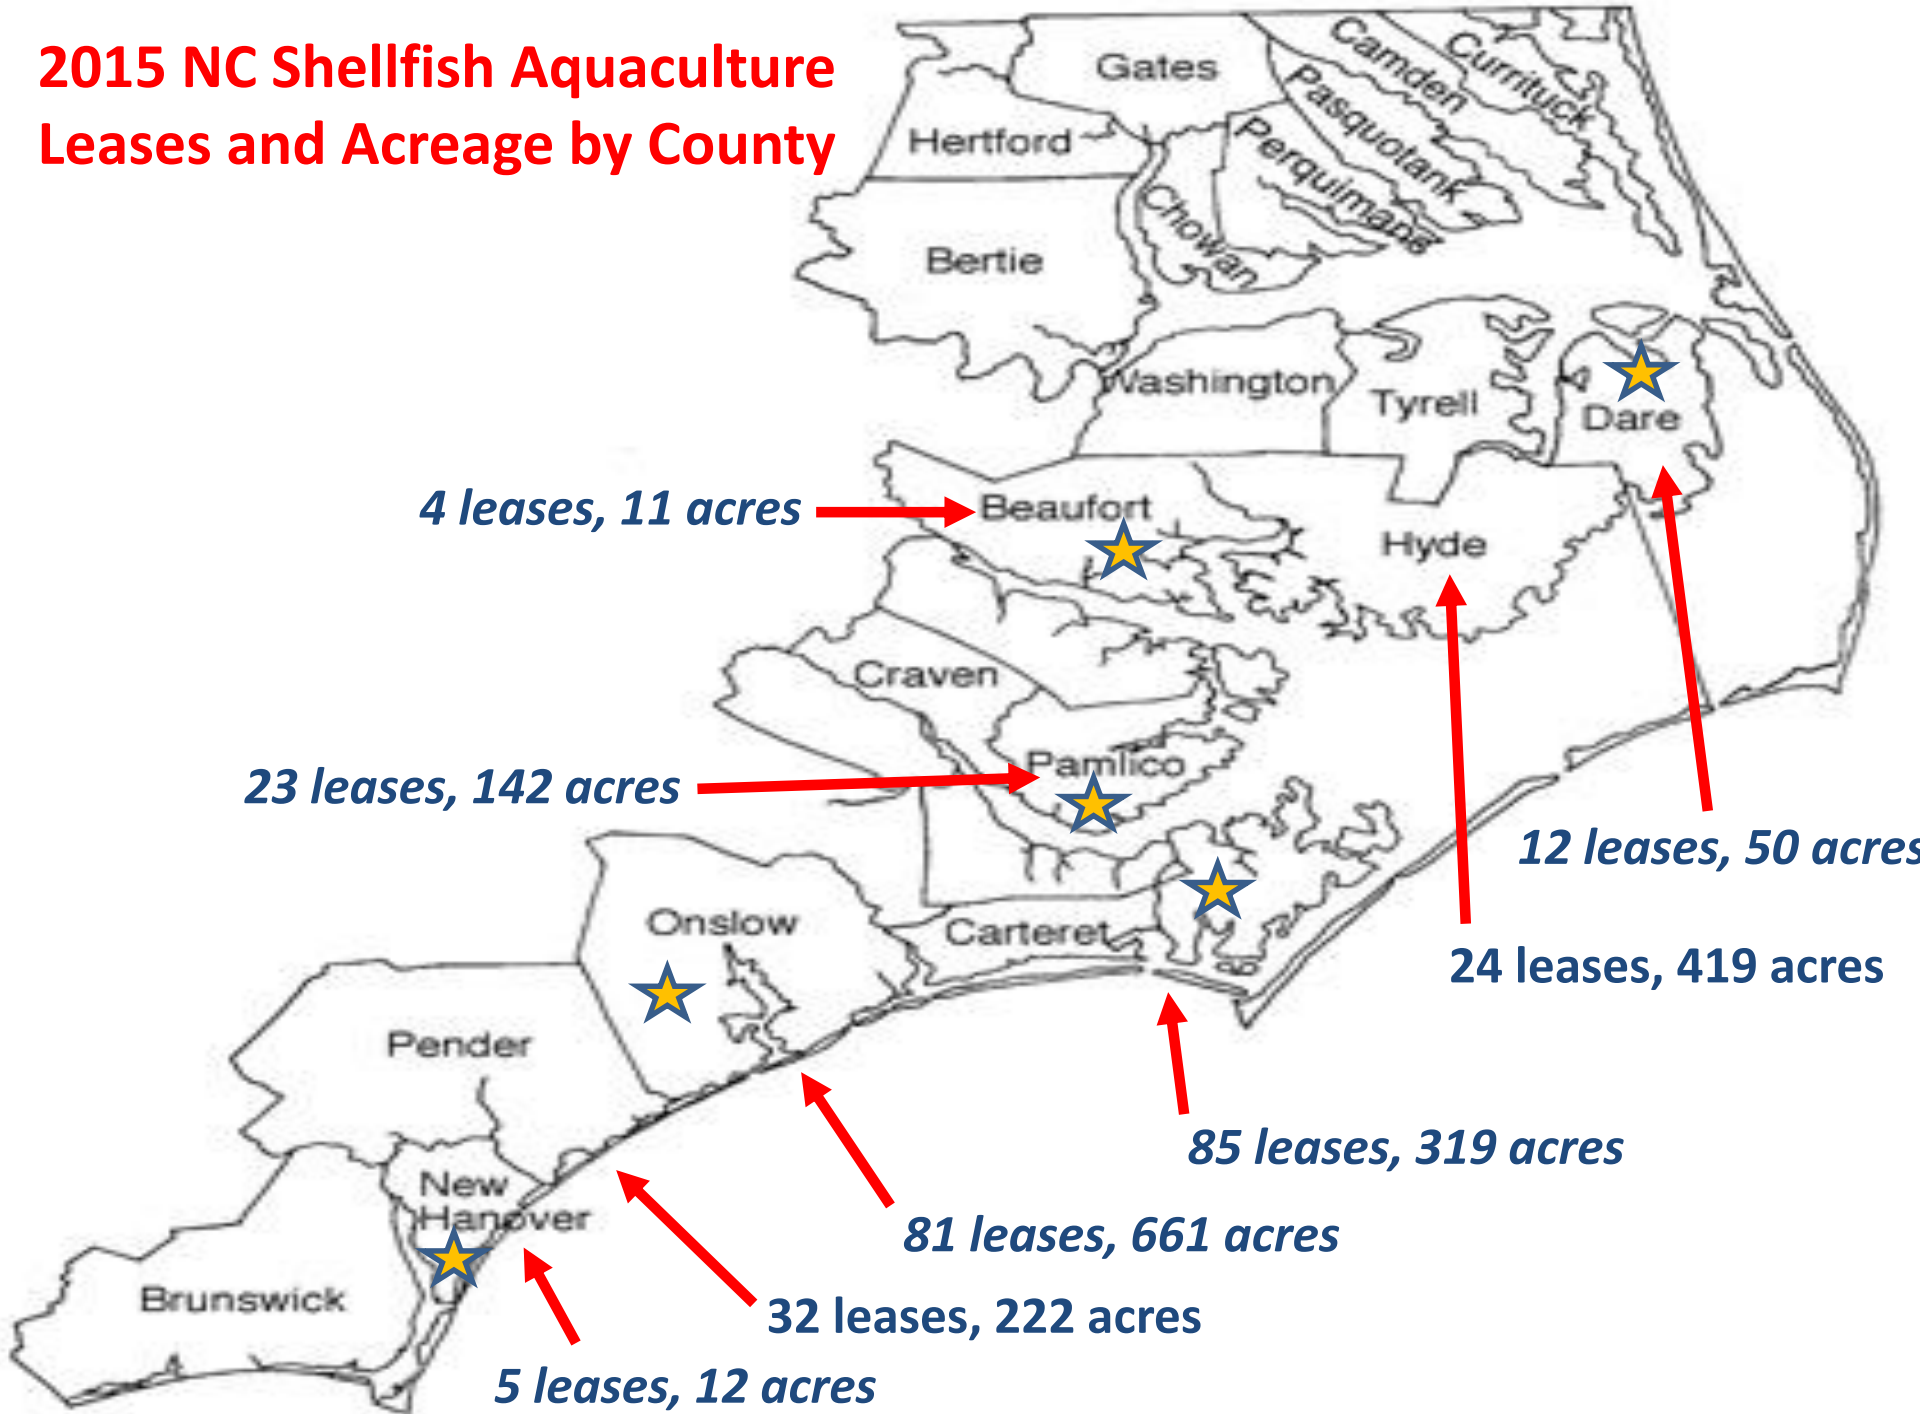 2015 NC Shellfish Aquaculture
Leases and Acreage by County
Gates
Camden
Currituck
Pasquotank
Hertford
Perquimans
Chowan
Bertie
Washington
Tyrell
Dare
4 leases, 11 acres
Beaufort
Hyde
Craven
23 leases, 142 acres
Pamlico
12 leases, 50 acres
Onslow
Carteret
24 leases, 419 acres
Pender
85 leases, 319 acres
New
Hanover
81 leases, 661 acres
Brunswick
32 leases, 222 acres
5 leases, 12 acres